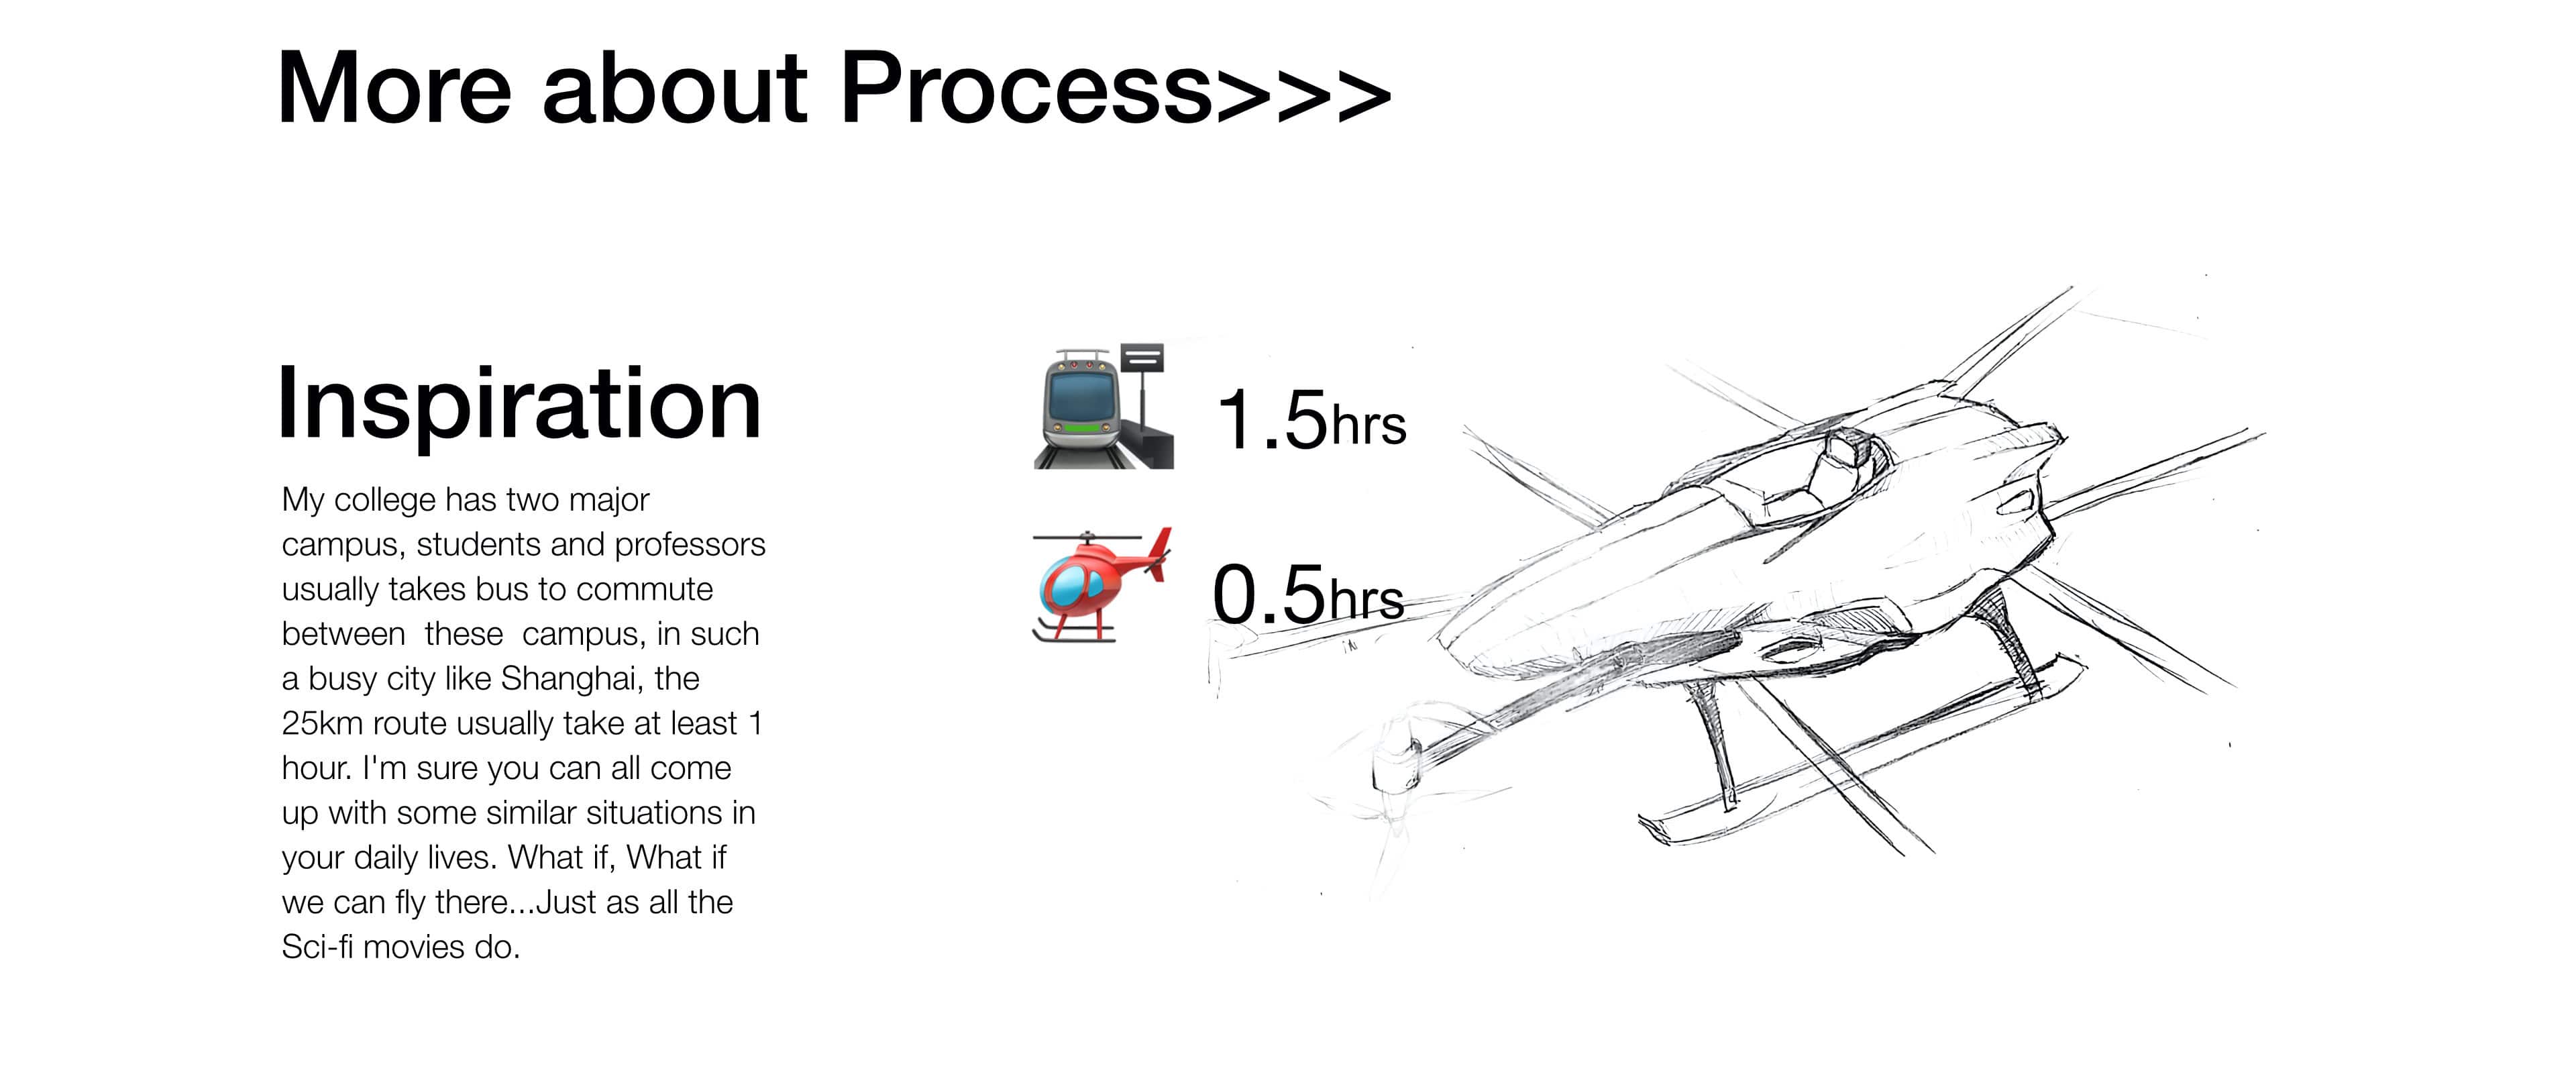 More about Process>>>
Inspiration
My college has two major
campus, students and professors
usually takes bus to commute
between  these  campus, in such
a busy city like Shanghai, the
25km route usually take at least 1
hour. I'm sure you can all come
up with some similar situations in
your daily lives. What if, What if
we can fly there...Just as all the
Sci-fi movies do.
1.5hrs
0.5hrs